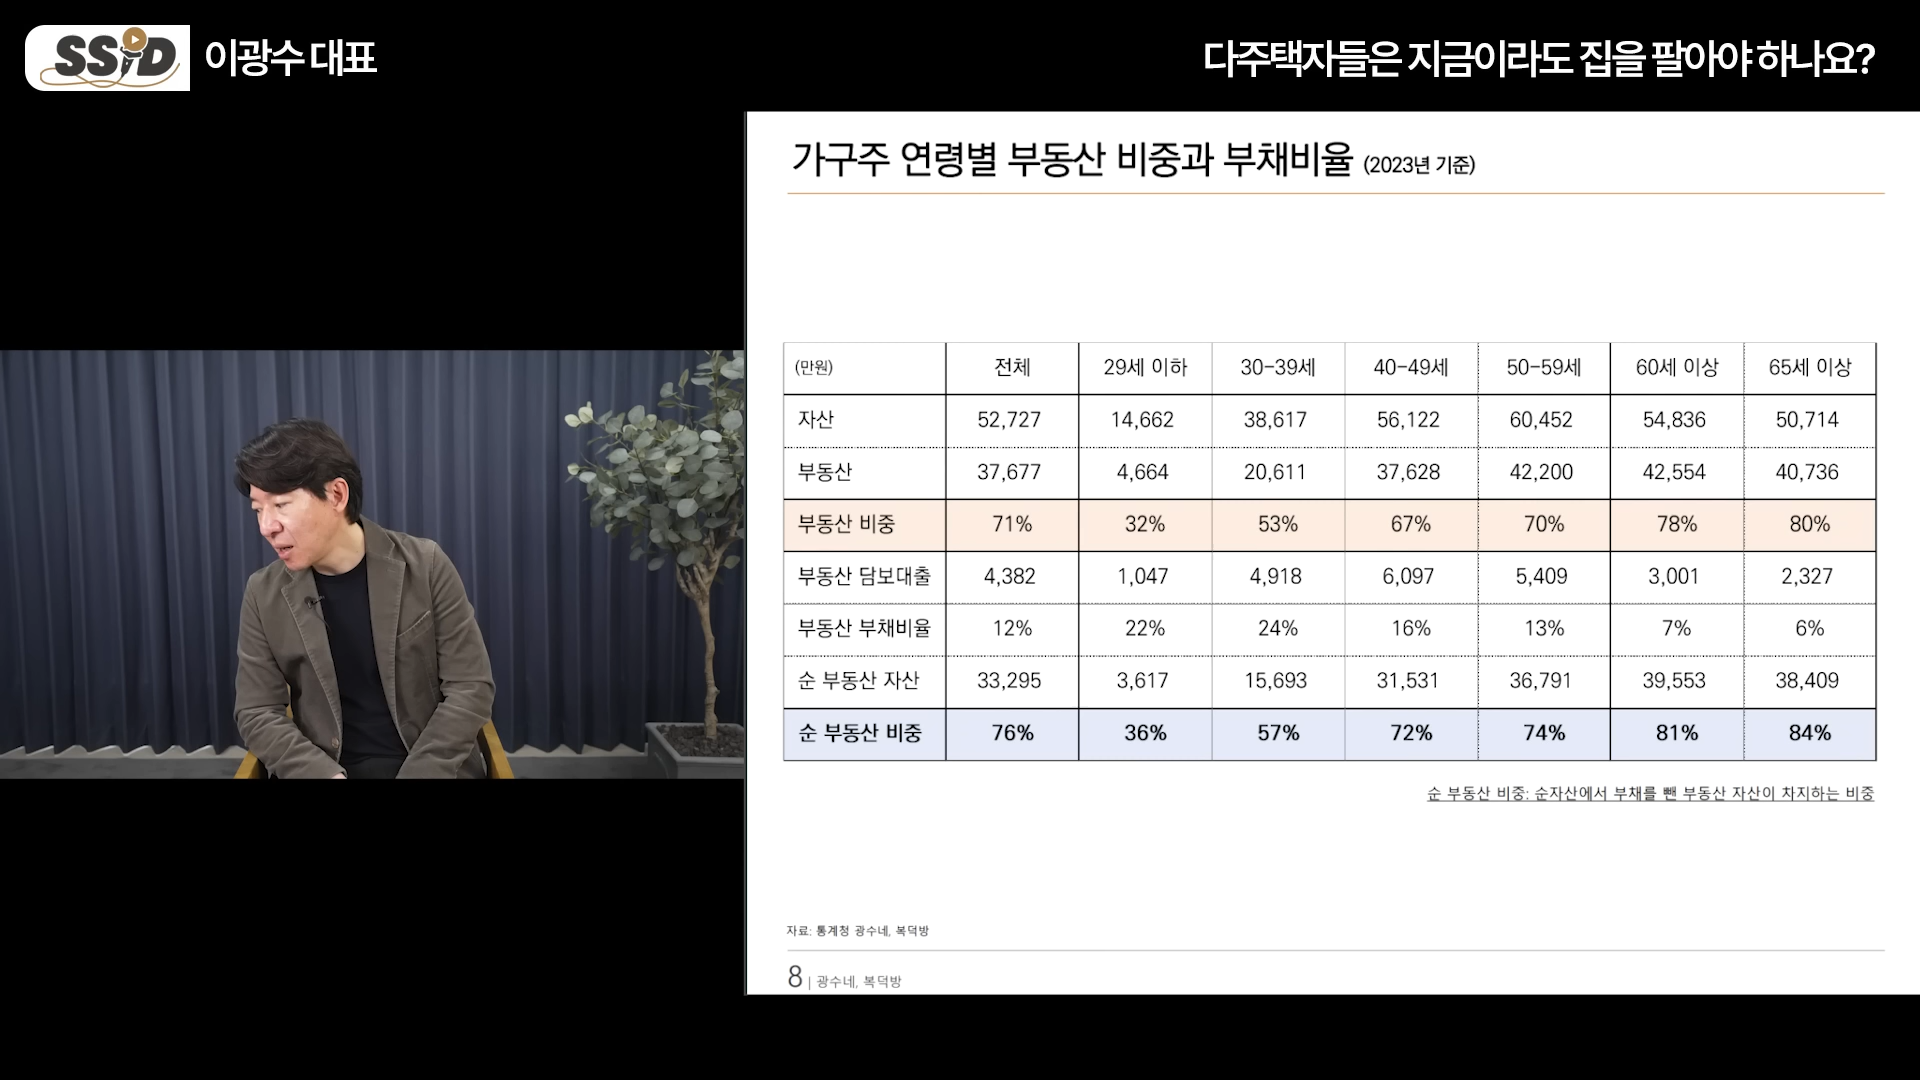 SSiD 이광수 대표
다주택자들은 지금이라도 집을 팔아야 하나요?
가구주 연령별 부동산 비중과 부채비율 (2023년 기준)
(만원) 전체 29세 이하 30-39세 40-49세 50-59세 60세 이상 65세 이상
자산 52,727 14,662 38,617 56,122 60,452 54,836 50,714
부동산 37,677 4,664 20,611 37,628 42,200 42,554 40,736
부동산 비중 71% 32% 53% 67% 70% 78% 80%
부동산 담보대출 4,382 1,047 4,918 6,097 5,409 3,001 2,327
부동산 부채비율 12% 22% 24% 16% 13% 7% 6%
순 부동산 자산 33,295 3,617 15,693 31,531 36,791 39,553 38,409
순 부동산 비중 76% 36% 57% 72% 74% 81% 84%
순 부동산 비중: 순자산에서 부채를 뺀 부동산 자산이 차지하는 비중
자료: 통계청 광수네, 복덕방
8 | 광수네, 복덕방